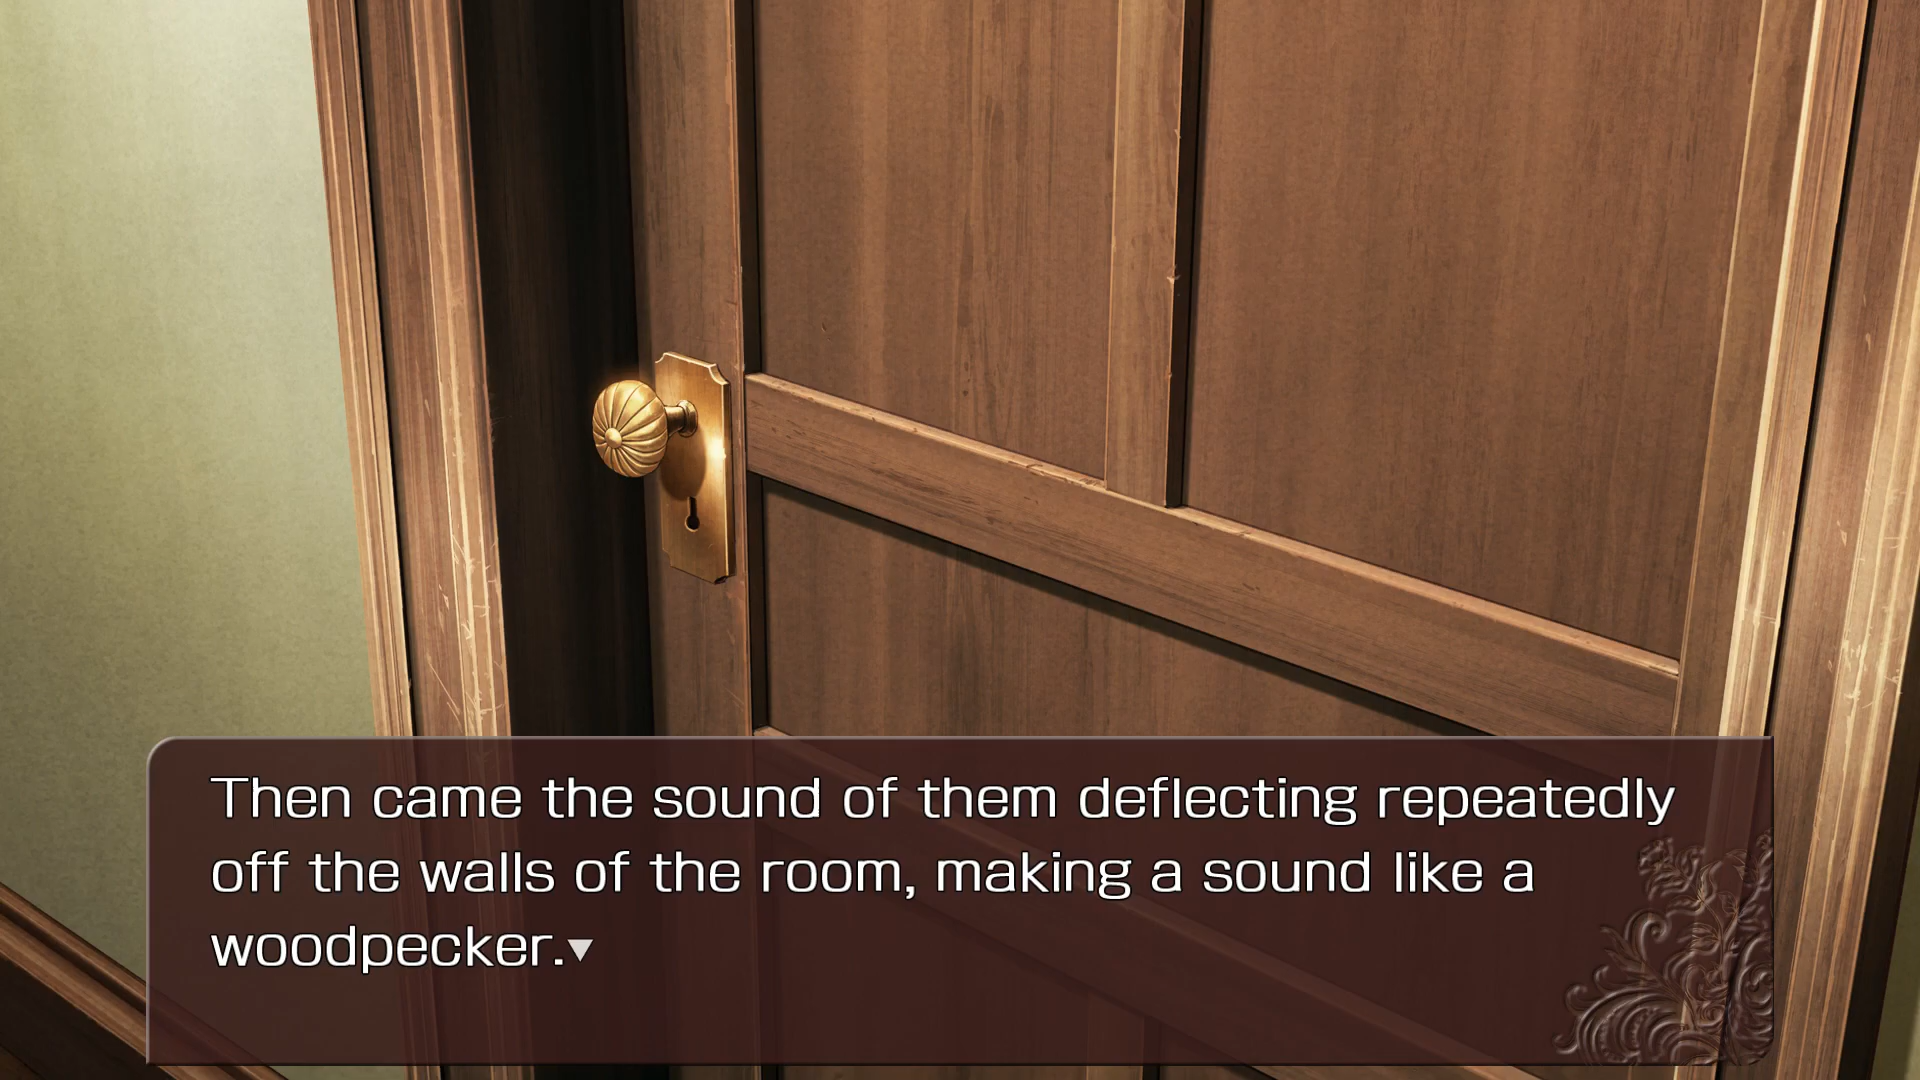 Then came the sound of them deflecting repeatedly
off the walls of the room, making a sound like a
woodpecker.